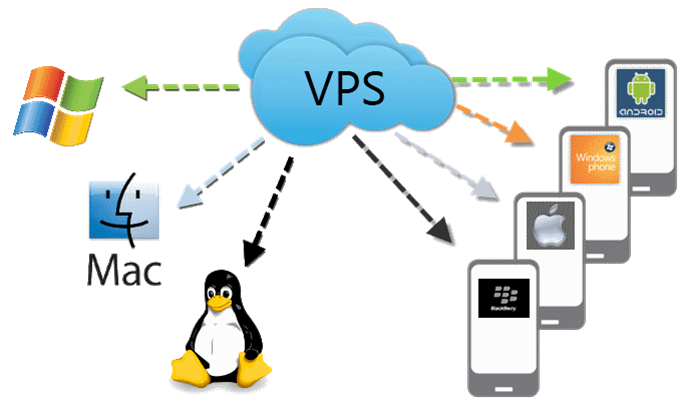 VPS
ANDROID
Windows
phone
Mac
BlackBerry